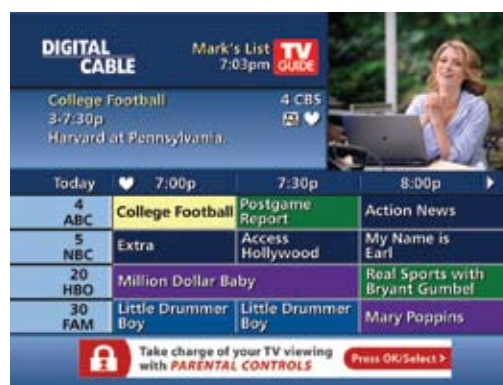 DIGITAL CABLE
Mark's List
7:03pm
TV GUIDE
College Football 4 CBS
3-7:30p
Harvard at Pennsylvania.
Today 7:00p 7:30p 8:00p
4 ABC College Football Postgame Report Action News
5 NBC Extra Access Hollywood My Name is Earl
20 HBO Million Dollar Baby Real Sports with Bryant Gumbel
30 FAM Little Drummer Boy Little Drummer Boy Mary Poppins
Take charge of your TV viewing
with PARENTAL CONTROLS
Press OK/Select >